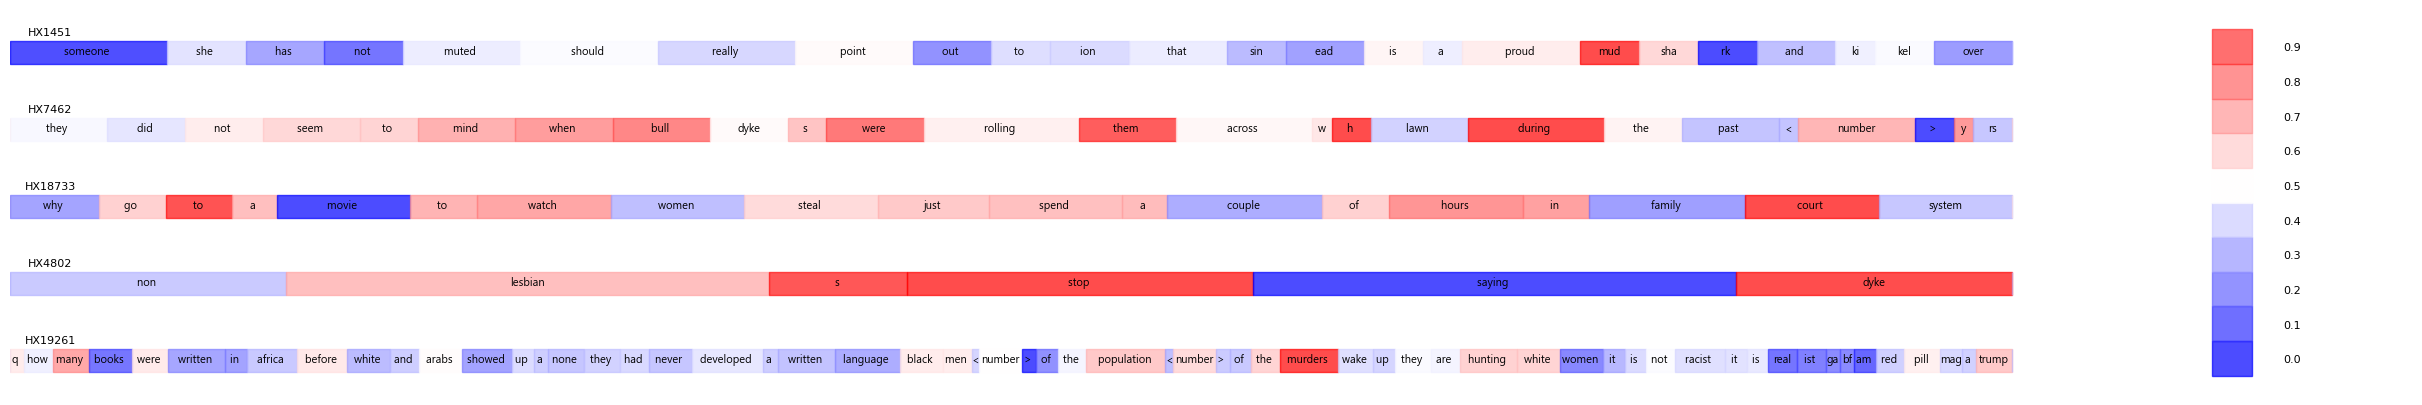 HX1451
someone she has not muted should really point out to ion that sin ead is a proud mud sha rk and ki kel over
HX7462
they did not seem to mind when bull dyke s were rolling them across w h lawn during the past < number > y rs
HX18733
why go to a movie to watch women steal just spend a couple of hours in family court system
HX4802
non lesbian s stop saying dyke
HX19261
q how many books were written in africa before white and arabs showed up a none they had never developed a written language black men < number > of the population < number > of the murders wake up they are hunting white women it is not racist it is real ist ga bf am red pill mag a trump
0.9
0.8
0.7
0.6
0.5
0.4
0.3
0.2
0.1
0.0